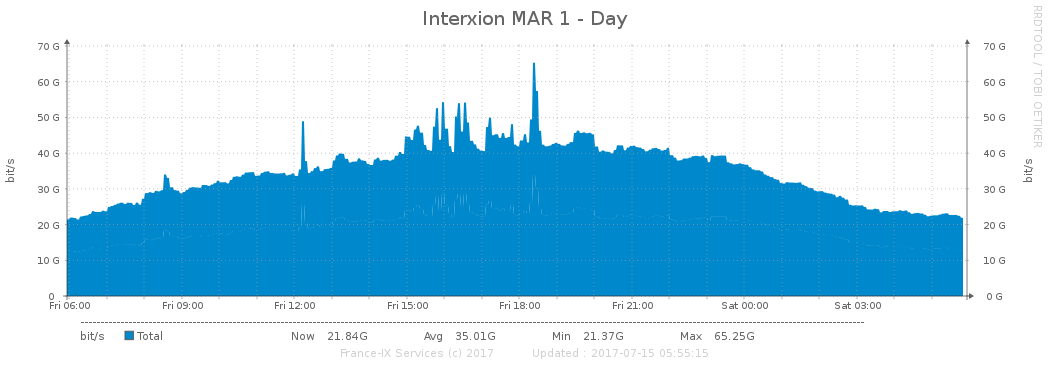 Interxion MAR 1 - Day
RRDTOOL / TOBI OETIKER
bit/s
70 G 70 G
60 G 60 G
50 G 50 G
40 G 40 G
30 G 30 G
20 G 20 G
10 G 10 G
0 0 G
bit/s
Fri 06:00 Fri 09:00 Fri 12:00 Fri 15:00 Fri 18:00 Fri 21:00 Sat 00:00 Sat 03:00
bit/s Total Now 21.84G Avg 35.01G Min 21.37G Max 65.25G
France-IX Services (c) 2017 Updated : 2017-07-15 05:55:15